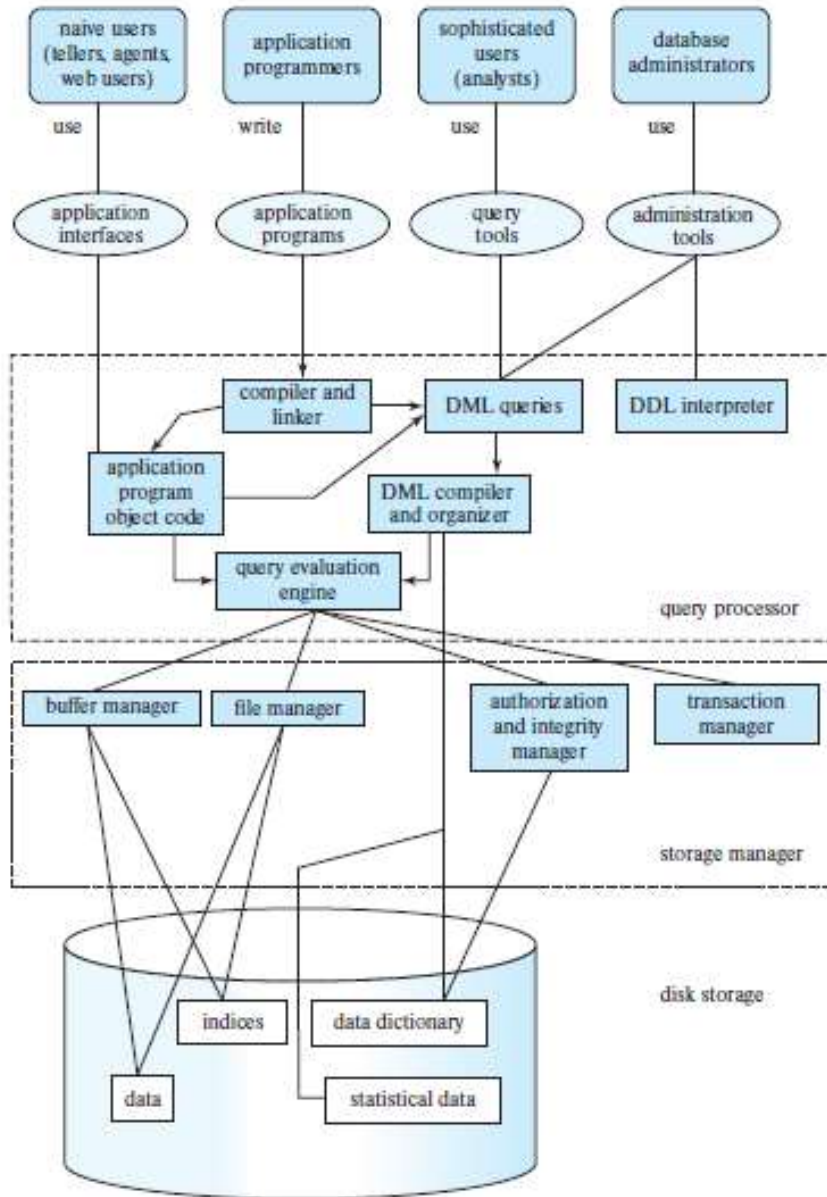 naive users
(tellers, agents,
web users)
application
programmers
sophisticated
users
(analysts)
database
administrators
use
write
use
use
application
interfaces
application
programs
query
tools
administration
tools
compiler and
linker
DML queries
DDL interpreter
application
program
object code
DML compiler
and organizer
query evaluation
engine
query processor
buffer manager
file manager
authorization
and integrity
manager
transaction
manager
storage manager
disk storage
indices
data dictionary
data
statistical data